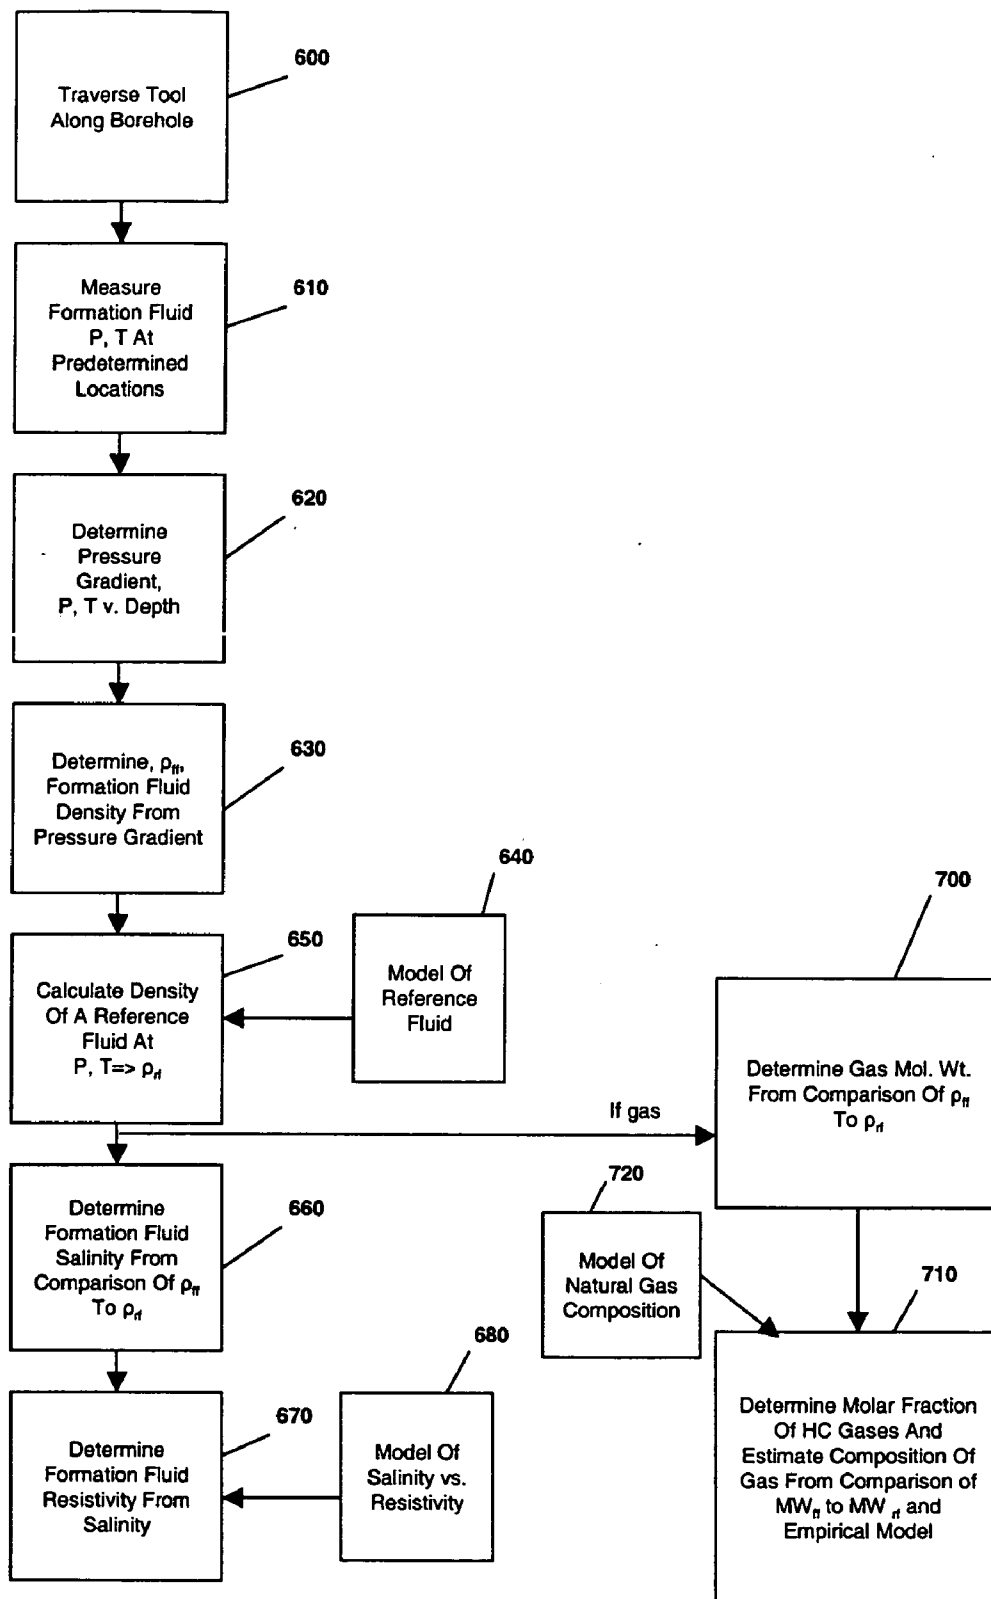 600
Traverse Tool
Along Borehole
610
Measure
Formation Fluid
P, T At
Predetermined
Locations
620
Determine
Pressure
Gradient,
P, T v. Depth
630
Determine, ρff,
Formation Fluid
Density From
Pressure Gradient
640
Model Of
Reference
Fluid
650
Calculate Density
Of A Reference
Fluid At
P, T=> ρrf
If gas
700
Determine Gas Mol. Wt.
From Comparison Of ρff
To ρrf
660
Determine
Formation Fluid
Salinity From
Comparison Of ρff
To ρrf
720
Model Of
Natural Gas
Composition
710
Determine Molar Fraction
Of HC Gases And
Estimate Composition Of
Gas From Comparison of
MWff to MW rf and
Empirical Model
670
Determine
Formation Fluid
Resistivity From
Salinity
680
Model Of
Salinity vs.
Resistivity